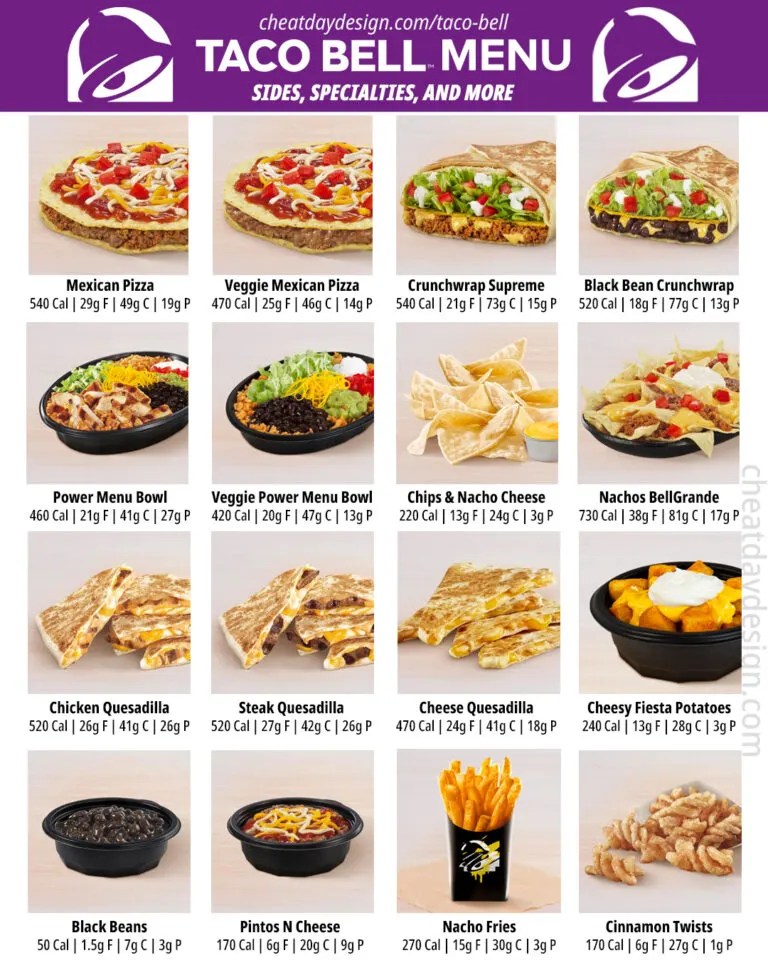 cheatdaydesign.com/taco-bell
TACO BELL™ MENU
SIDES, SPECIALTIES, AND MORE
Mexican Pizza
540 Cal | 29g F | 49g C | 19g P
Veggie Mexican Pizza
470 Cal | 25g F | 46g C | 14g P
Crunchwrap Supreme
540 Cal | 21g F | 73g C | 15g P
Black Bean Crunchwrap
520 Cal | 18g F | 77g C | 13g P
Power Menu Bowl
460 Cal | 21g F | 41g C | 27g P
Veggie Power Menu Bowl
420 Cal | 20g F | 47g C | 13g P
Chips & Nacho Cheese
220 Cal | 13g F | 24g C | 3g P
Nachos BellGrande
730 Cal | 38g F | 81g C | 17g P
Chicken Quesadilla
520 Cal | 26g F | 41g C | 26g P
Steak Quesadilla
520 Cal | 27g F | 42g C | 26g P
Cheese Quesadilla
470 Cal | 24g F | 41g C | 18g P
Cheesy Fiesta Potatoes
240 Cal | 13g F | 28g C | 3g P
Black Beans
50 Cal | 1.5g F | 7g C | 3g P
Pintos N Cheese
170 Cal | 6g F | 20g C | 9g P
Nacho Fries
270 Cal | 15g F | 30g C | 3g P
Cinnamon Twists
170 Cal | 6g F | 27g C | 1g P
cheatdaydesign.com